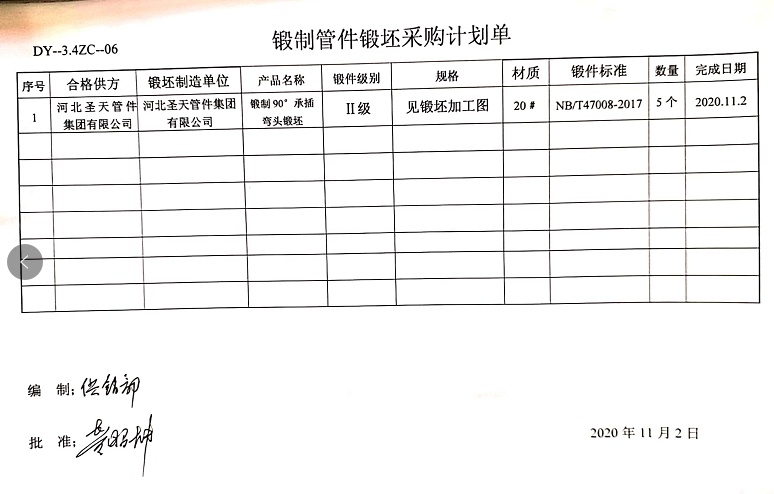 DY--3.4ZC--06
锻制管件锻坯采购计划单
序号 合格供方 锻坯制造单位 产品名称 锻件级别 规格 材质 锻件标准 数量 完成日期
1 河北圣天管件集团有限公司 河北圣天管件集团有限公司 锻制90°承插弯头锻坯 II级 见锻坯加工图 20# NB/T47008-2017 5个 2020.11.2
编 制:供销部
批 准:
2020年11月2日